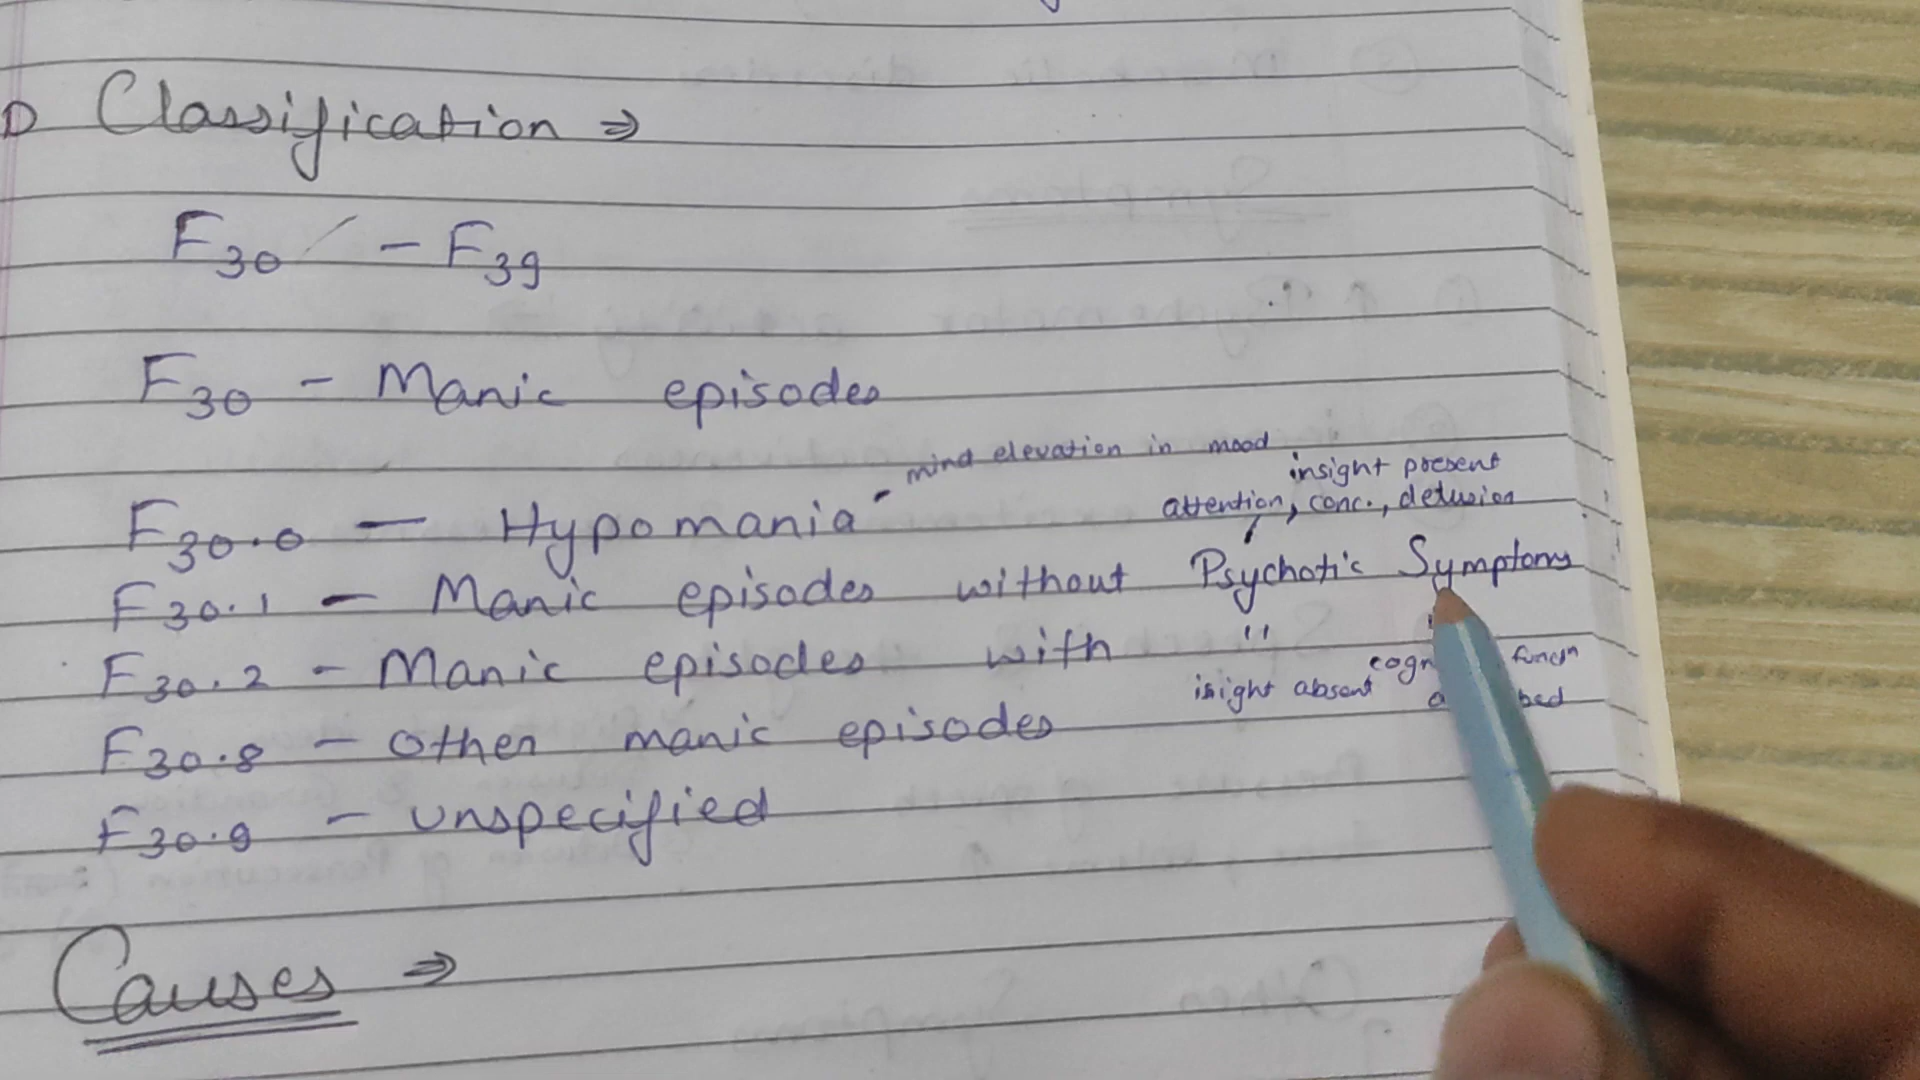 Classification ⇒
F30 - F39
F30 - Manic episodes
mind elevation in mood
insight present
F30.0 - Hypomania
attention, conc., delusion
F30.1 - Manic episodes without Psychotic Symptoms
F30.2 - Manic episodes with " "
insight absent
F30.8 - Other manic episodes
F30.9 - unspecified
Causes ⇒